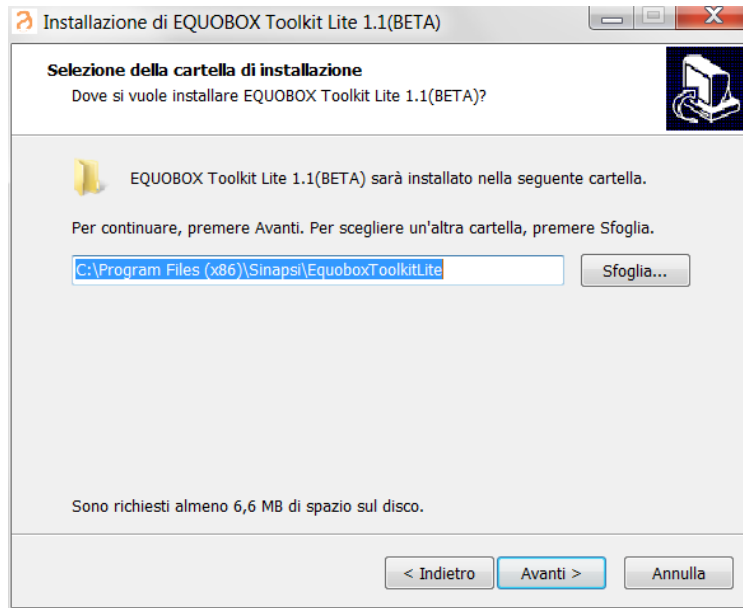 Installazione di EQUOBOX Toolkit Lite 1.1(BETA)
Selezione della cartella di installazione
Dove si vuole installare EQUOBOX Toolkit Lite 1.1(BETA)?
EQUOBOX Toolkit Lite 1.1(BETA) sarà installato nella seguente cartella.
Per continuare, premere Avanti. Per scegliere un'altra cartella, premere Sfoglia.
C:\Program Files (x86)\Sinapsi\EquoboxToolkitLite
Sfoglia...
Sono richiesti almeno 6,6 MB di spazio sul disco.
< Indietro
Avanti >
Annulla